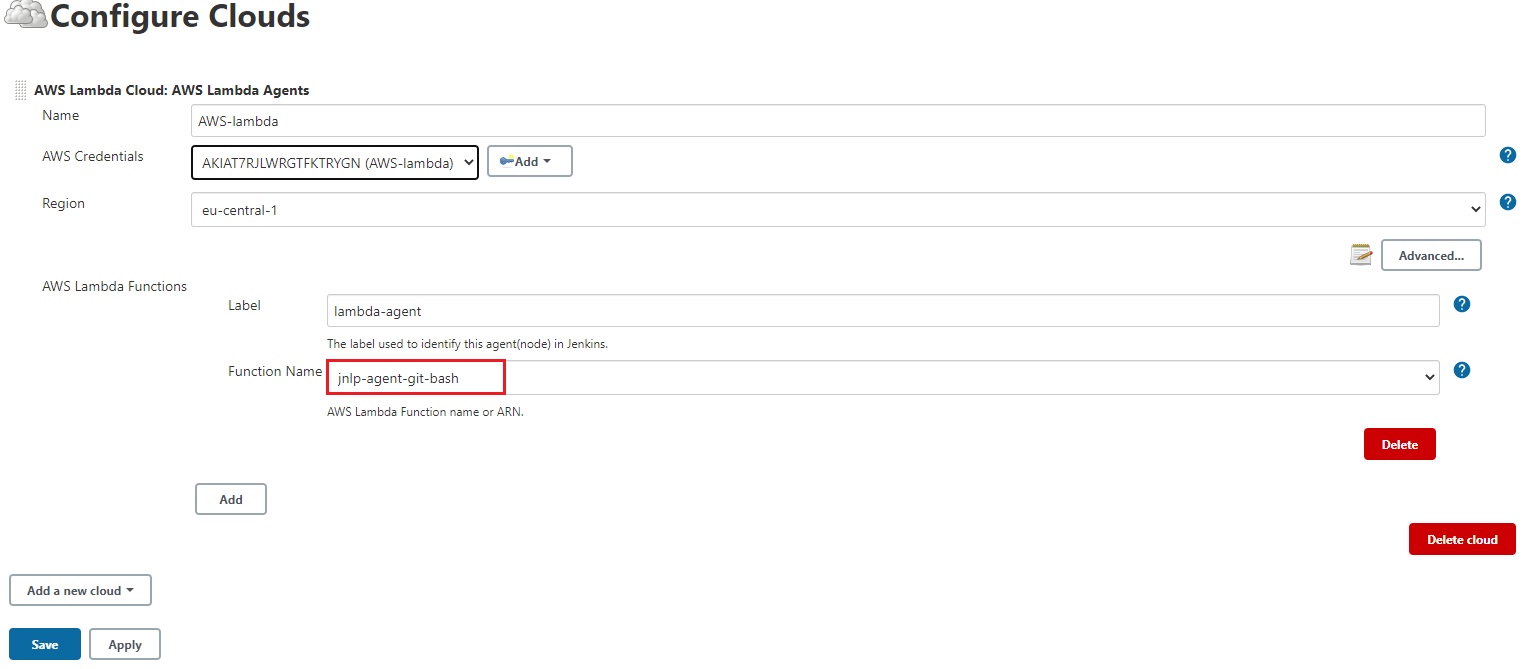 Configure Clouds
AWS Lambda Cloud: AWS Lambda Agents
Name
AWS-lambda
AWS Credentials
AKIAT7RJLWRGTFKTRYGN (AWS-lambda)
Add
?
Region
eu-central-1
?
Advanced...
AWS Lambda Functions
Label
lambda-agent
?
The label used to identify this agent(node) in Jenkins.
Function Name
jnlp-agent-git-bash
?
AWS Lambda Function name or ARN.
Delete
Add
Delete cloud
Add a new cloud
Save
Apply